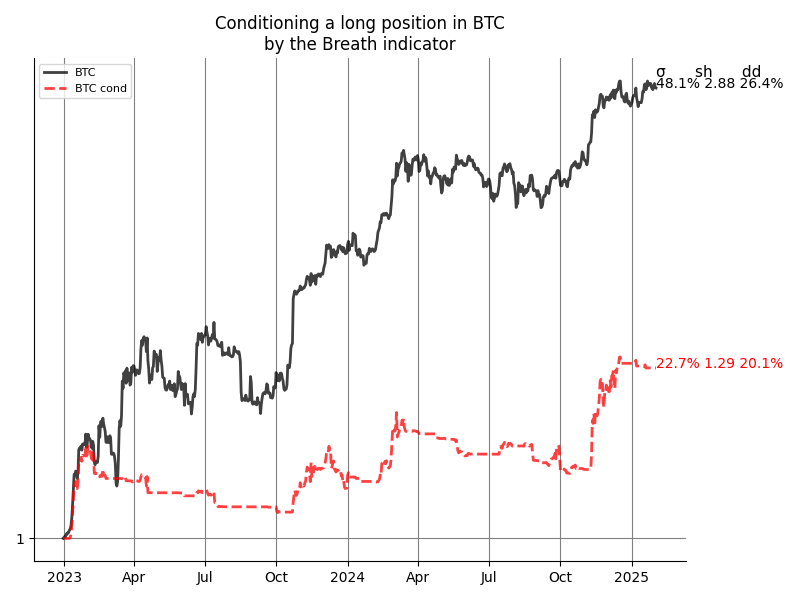 Conditioning a long position in BTC
by the Breath indicator
BTC
BTC cond
σ sh dd
48.1% 2.88 26.4%
22.7% 1.29 20.1%
1
2023 Apr Jul Oct 2024 Apr Jul Oct 2025